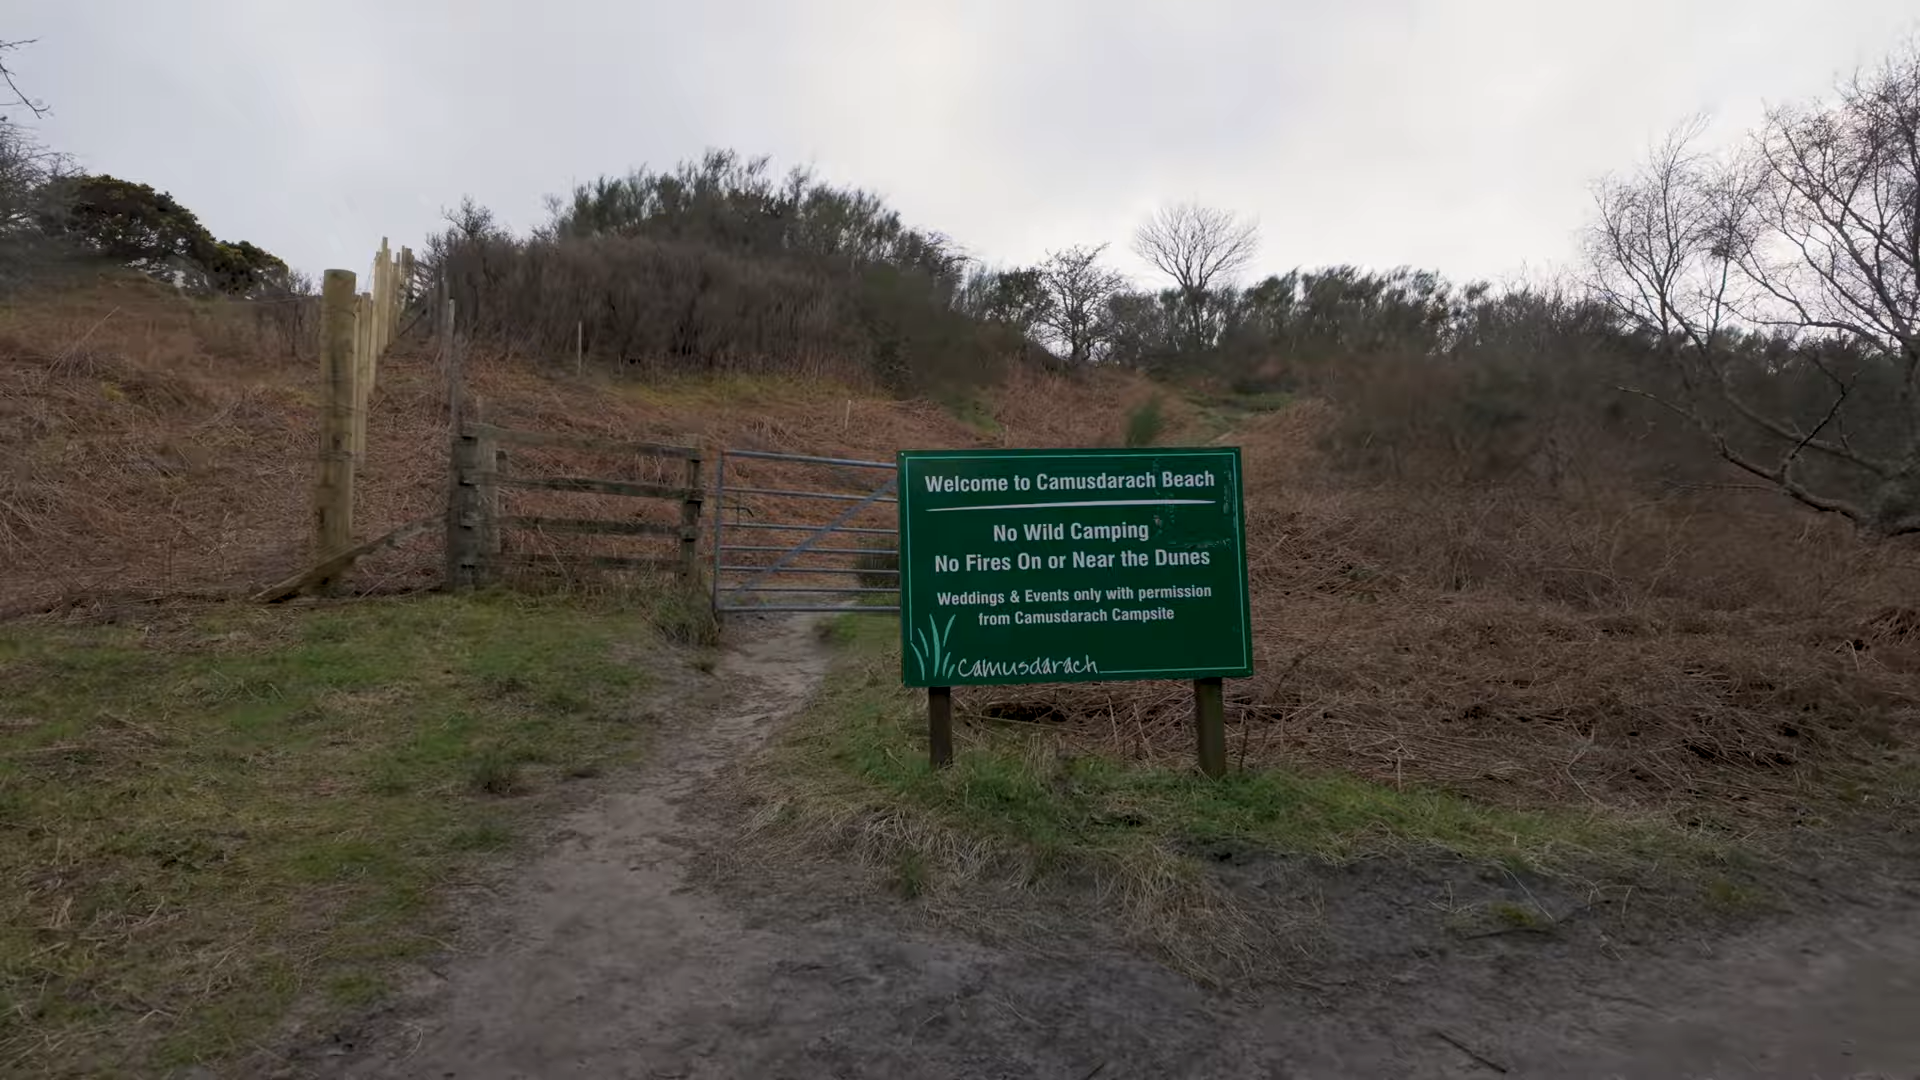 Welcome to Camusdarach Beach
No Wild Camping
No Fires On or Near the Dunes
Weddings & Events only with permission
from Camusdarach Campsite
camusdarach